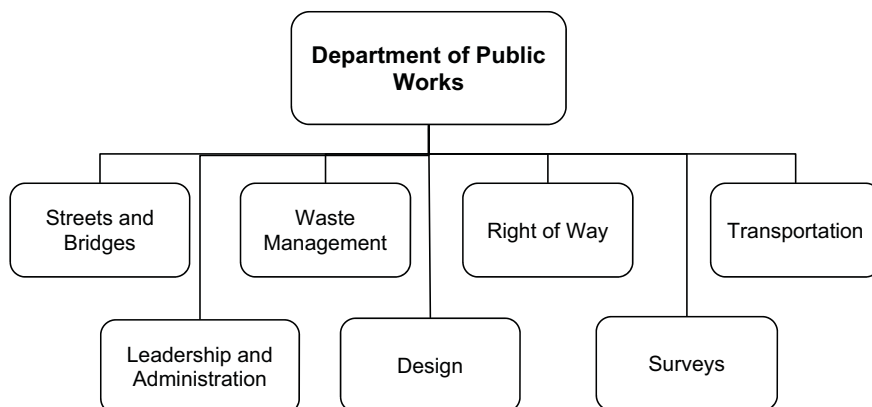 Department of Public
Works
Streets and
Bridges
Waste
Management
Right of Way
Transportation
Leadership and
Administration
Design
Surveys